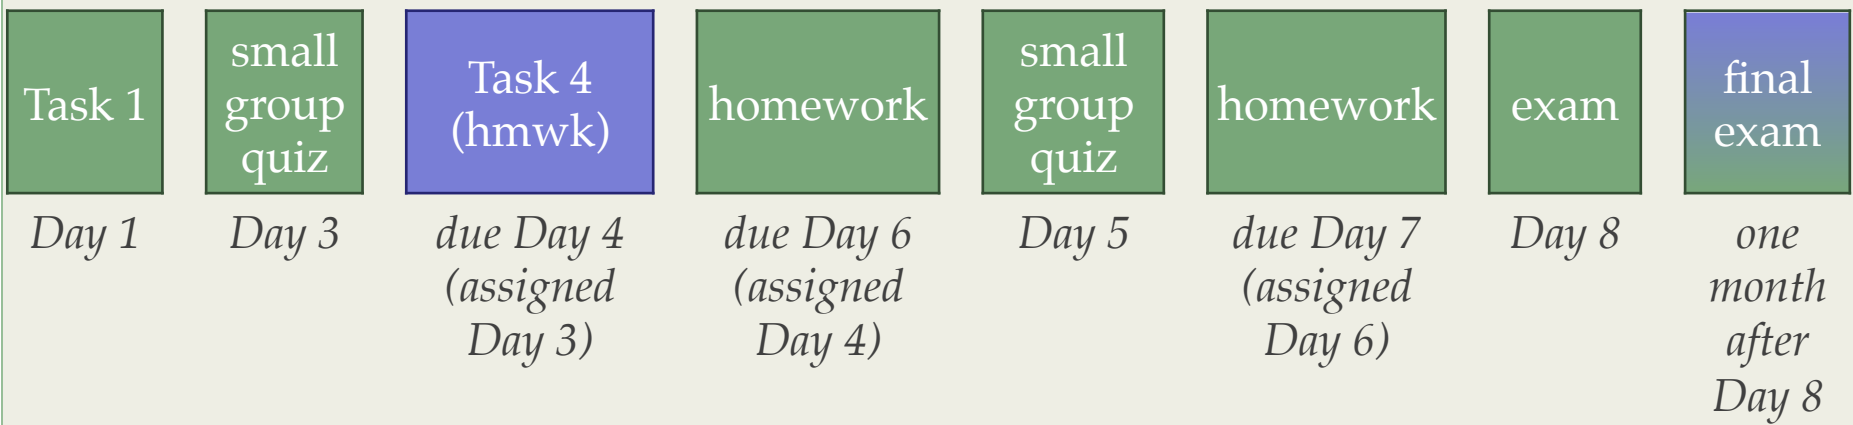 Task 1
small
group
quiz
Task 4
(hmwk)
homework
small
group
quiz
homework
exam
final
exam
Day 1
Day 3
due Day 4
(assigned
Day 3)
due Day 6
(assigned
Day 4)
Day 5
due Day 7
(assigned
Day 6)
Day 8
one
month
after
Day 8